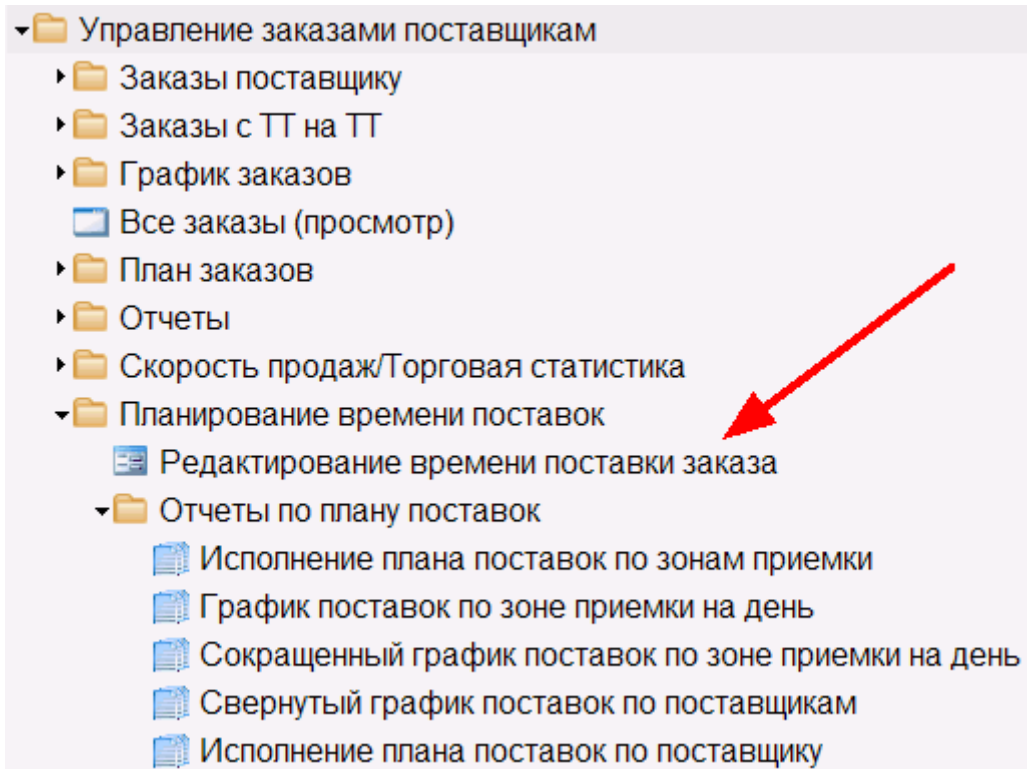 Управление заказами поставщикам
Заказы поставщику
Заказы с ТТ на ТТ
График заказов
Все заказы (просмотр)
План заказов
Отчеты
Скорость продаж/Торговая статистика
Планирование времени поставок
Редактирование времени поставки заказа
Отчеты по плану поставок
Исполнение плана поставок по зонам приемки
График поставок по зоне приемки на день
Сокращенный график поставок по зоне приемки на день
Свернутый график поставок по поставщикам
Исполнение плана поставок по поставщику